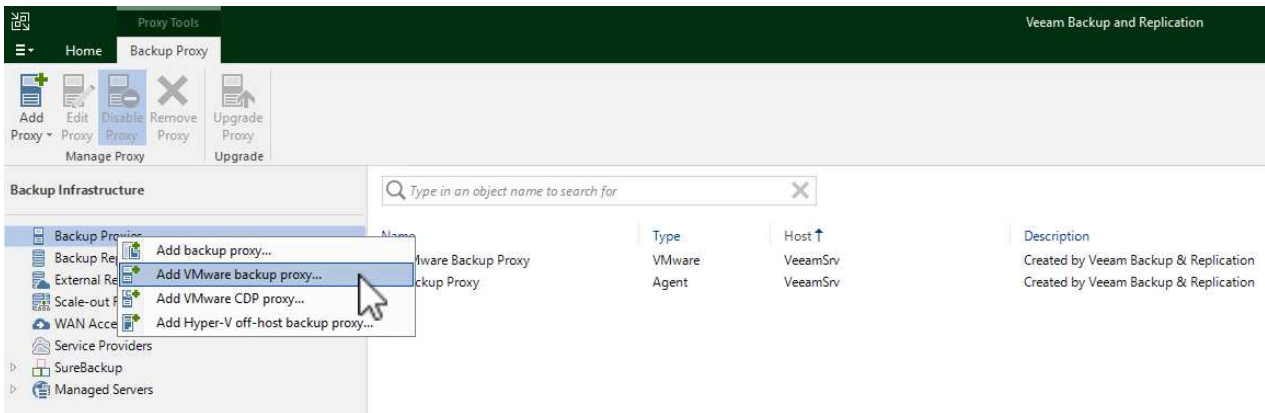 Proxy Tools
Veeam Backup and Replication
Home Backup Proxy
Add Proxy
Edit Proxy
Disable Proxy
Remove Proxy
Upgrade Proxy
Manage Proxy
Upgrade
Backup Infrastructure
Type in an object name to search for
Backup Proxies
Backup Rep
External Re
Scale-out R
WAN Acce
Service Providers
SureBackup
Managed Servers
Add backup proxy...
Add VMware backup proxy...
Add VMware CDP proxy...
Add Hyper-V off-host backup proxy...
Name Type Host Description
Mware Backup Proxy VMware VeeamSrv Created by Veeam Backup & Replication
ckup Proxy Agent VeeamSrv Created by Veeam Backup & Replication